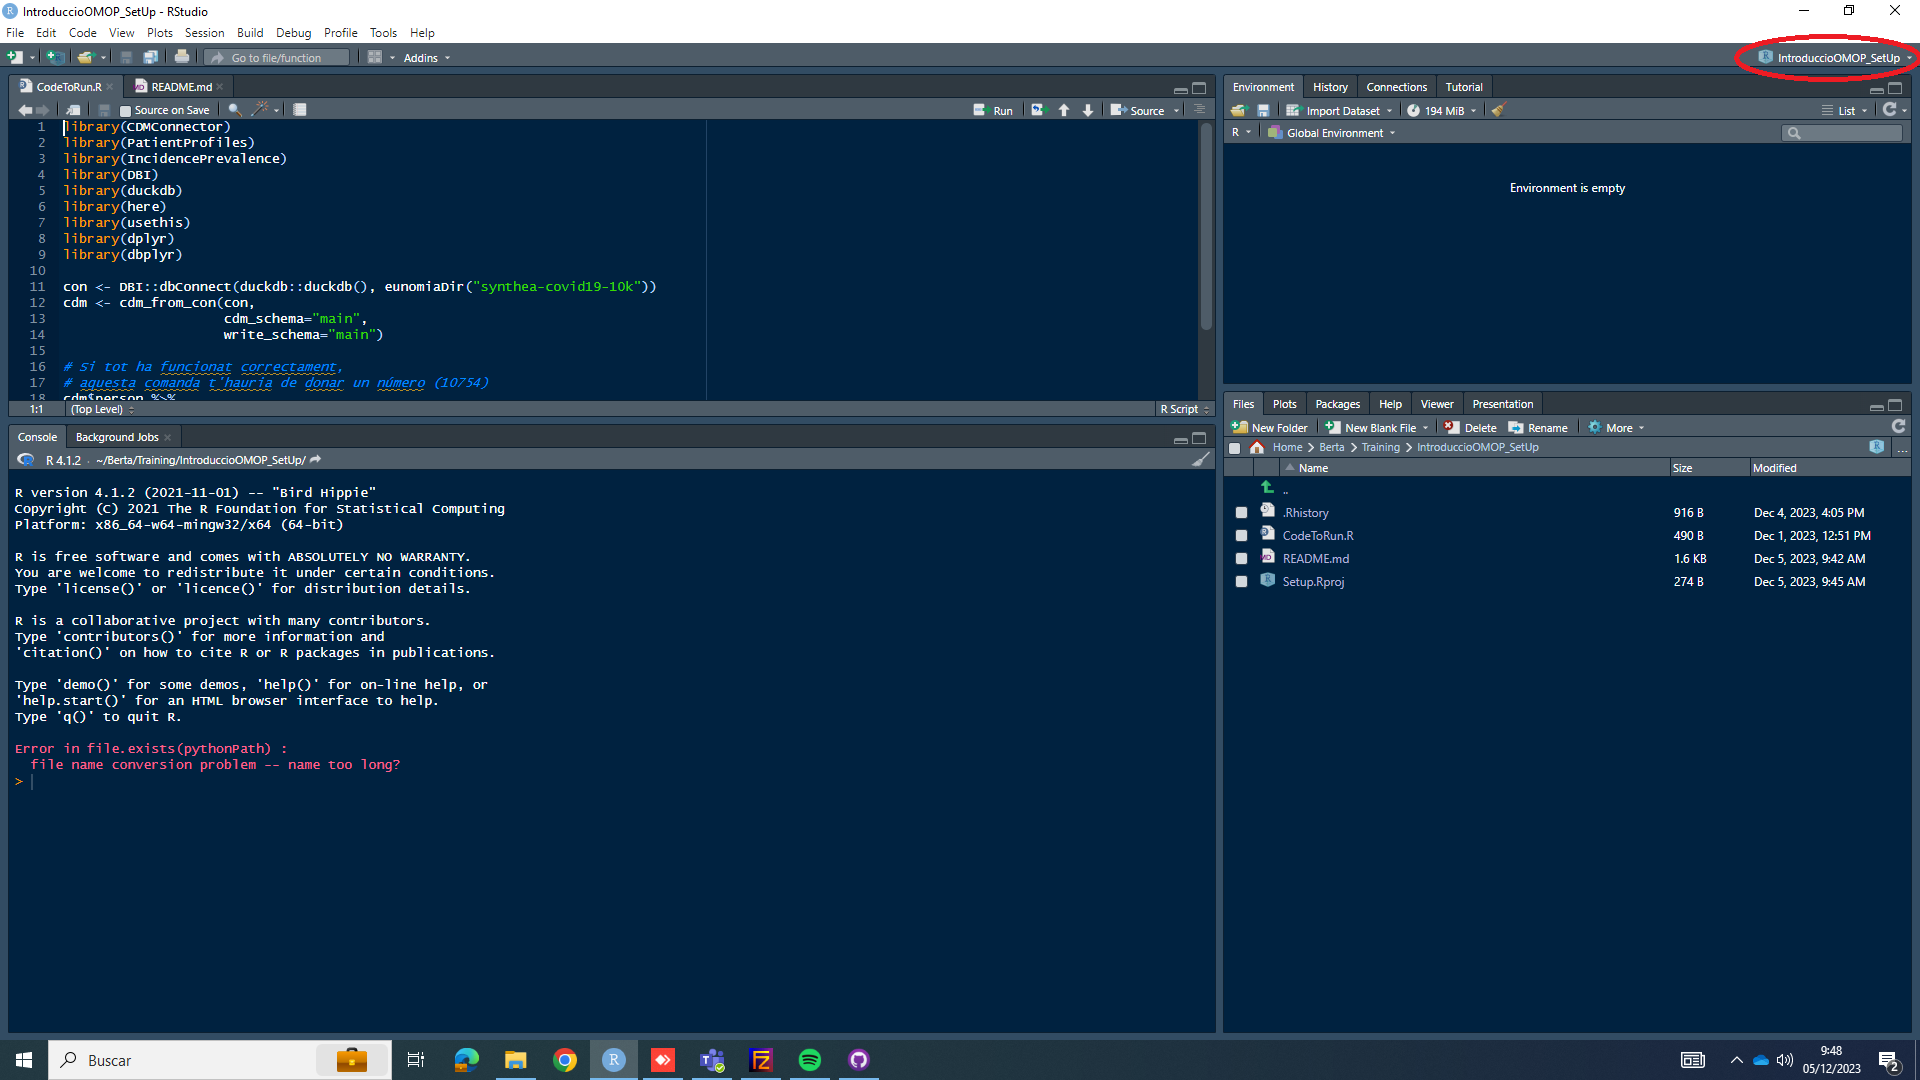 IntroduccioOMOP_SetUp - RStudio
File Edit Code View Plots Session Build Debug Profile Tools Help
Go to file/function Addins IntroduccioOMOP_SetUp
CodeToRun.R README.md
Source on Save Run Source
1 library(CDMConnector)
2 library(PatientProfiles)
3 library(IncidencePrevalence)
4 library(DBI)
5 library(duckdb)
6 library(here)
7 library(usethis)
8 library(dplyr)
9 library(dbplyr)
10
11 con <- DBI::dbConnect(duckdb::duckdb(), eunomiaDir("synthea-covid19-10k"))
12 cdm <- cdm_from_con(con,
13 cdm_schema="main",
14 write_schema="main")
15
16 # Si tot ha funcionat correctament,
17 # aquesta comanda t'hauria de donar un número (10754)
18 cdm$person %>%
1:1 (Top Level) R Script
Console Background Jobs
R 4.1.2 · ~/Berta/Training/IntroduccioOMOP_SetUp/
R version 4.1.2 (2021-11-01) -- "Bird Hippie"
Copyright (C) 2021 The R Foundation for Statistical Computing
Platform: x86_64-w64-mingw32/x64 (64-bit)
R is free software and comes with ABSOLUTELY NO WARRANTY.
You are welcome to redistribute it under certain conditions.
Type 'license()' or 'licence()' for distribution details.
R is a collaborative project with many contributors.
Type 'contributors()' for more information and
'citation()' on how to cite R or R packages in publications.
Type 'demo()' for some demos, 'help()' for on-line help, or
'help.start()' for an HTML browser interface to help.
Type 'q()' to quit R.
Error in file.exists(pythonPath) :
file name conversion problem -- name too long?
>
Environment History Connections Tutorial
Import Dataset 194 MiB List
R Global Environment
Environment is empty
Files Plots Packages Help Viewer Presentation
New Folder New Blank File Delete Rename More
Home Berta Training IntroduccioOMOP_SetUp ...
Name Size Modified
..
.Rhistory 916 B Dec 4, 2023, 4:05 PM
CodeToRun.R 490 B Dec 1, 2023, 12:51 PM
README.md 1.6 KB Dec 5, 2023, 9:42 AM
Setup.Rproj 274 B Dec 5, 2023, 9:45 AM
Buscar
9:48
05/12/2023
2